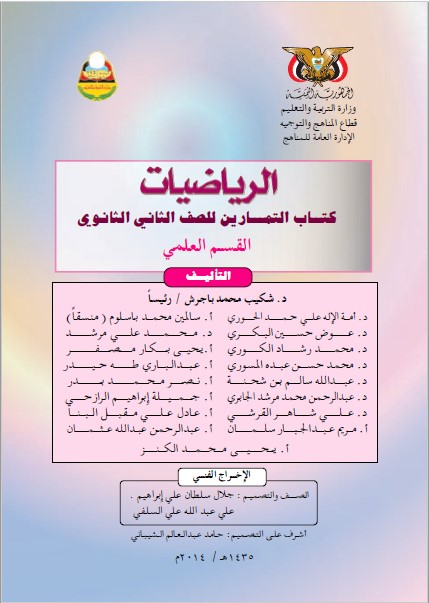 الجمهورية اليمنية
وزارة التربية والتعليم
قطاع المناهج والتوجيه
الإدارة العامة للمناهج
الرياضيات
كتاب التمارين للصف الثاني الثانوي
القسم العلمي
التأليف
د. شكيب محمد باجرش / رئيساً
د. أمة الإله علي حمد الحوري أ. سالمين محمد باسلوم (منسقاً)
د. عوض حسين البكري د. محمد علي مرشد
د. محمد رشاد الكوري أ. يحيى بكار مصفر
د. محمد حسن عبده المسوري أ. عبدالباري طه حيدر
د. عبدالله سالم بن شحنة أ. نصر محمد بدر
د. عبدالرحمن محمد مرشد الجابري أ. جميلة إبراهيم الرازحي
د. علي شاهر القرشي أ. عادل علي مقبل البنا
أ. مريم عبدالجبار سلمان أ. عبدالرحمن عبدالله عثمان
أ. يحيى محمد الكنز
الإخراج الفني
الصف والتصميم : جلال سلطان علي إبراهيم .
علي عبد الله علي السلفي
أشرف على التصميم : حامد عبدالعالم الشيباني
١٤٣٥هـ / ٢٠١٤م